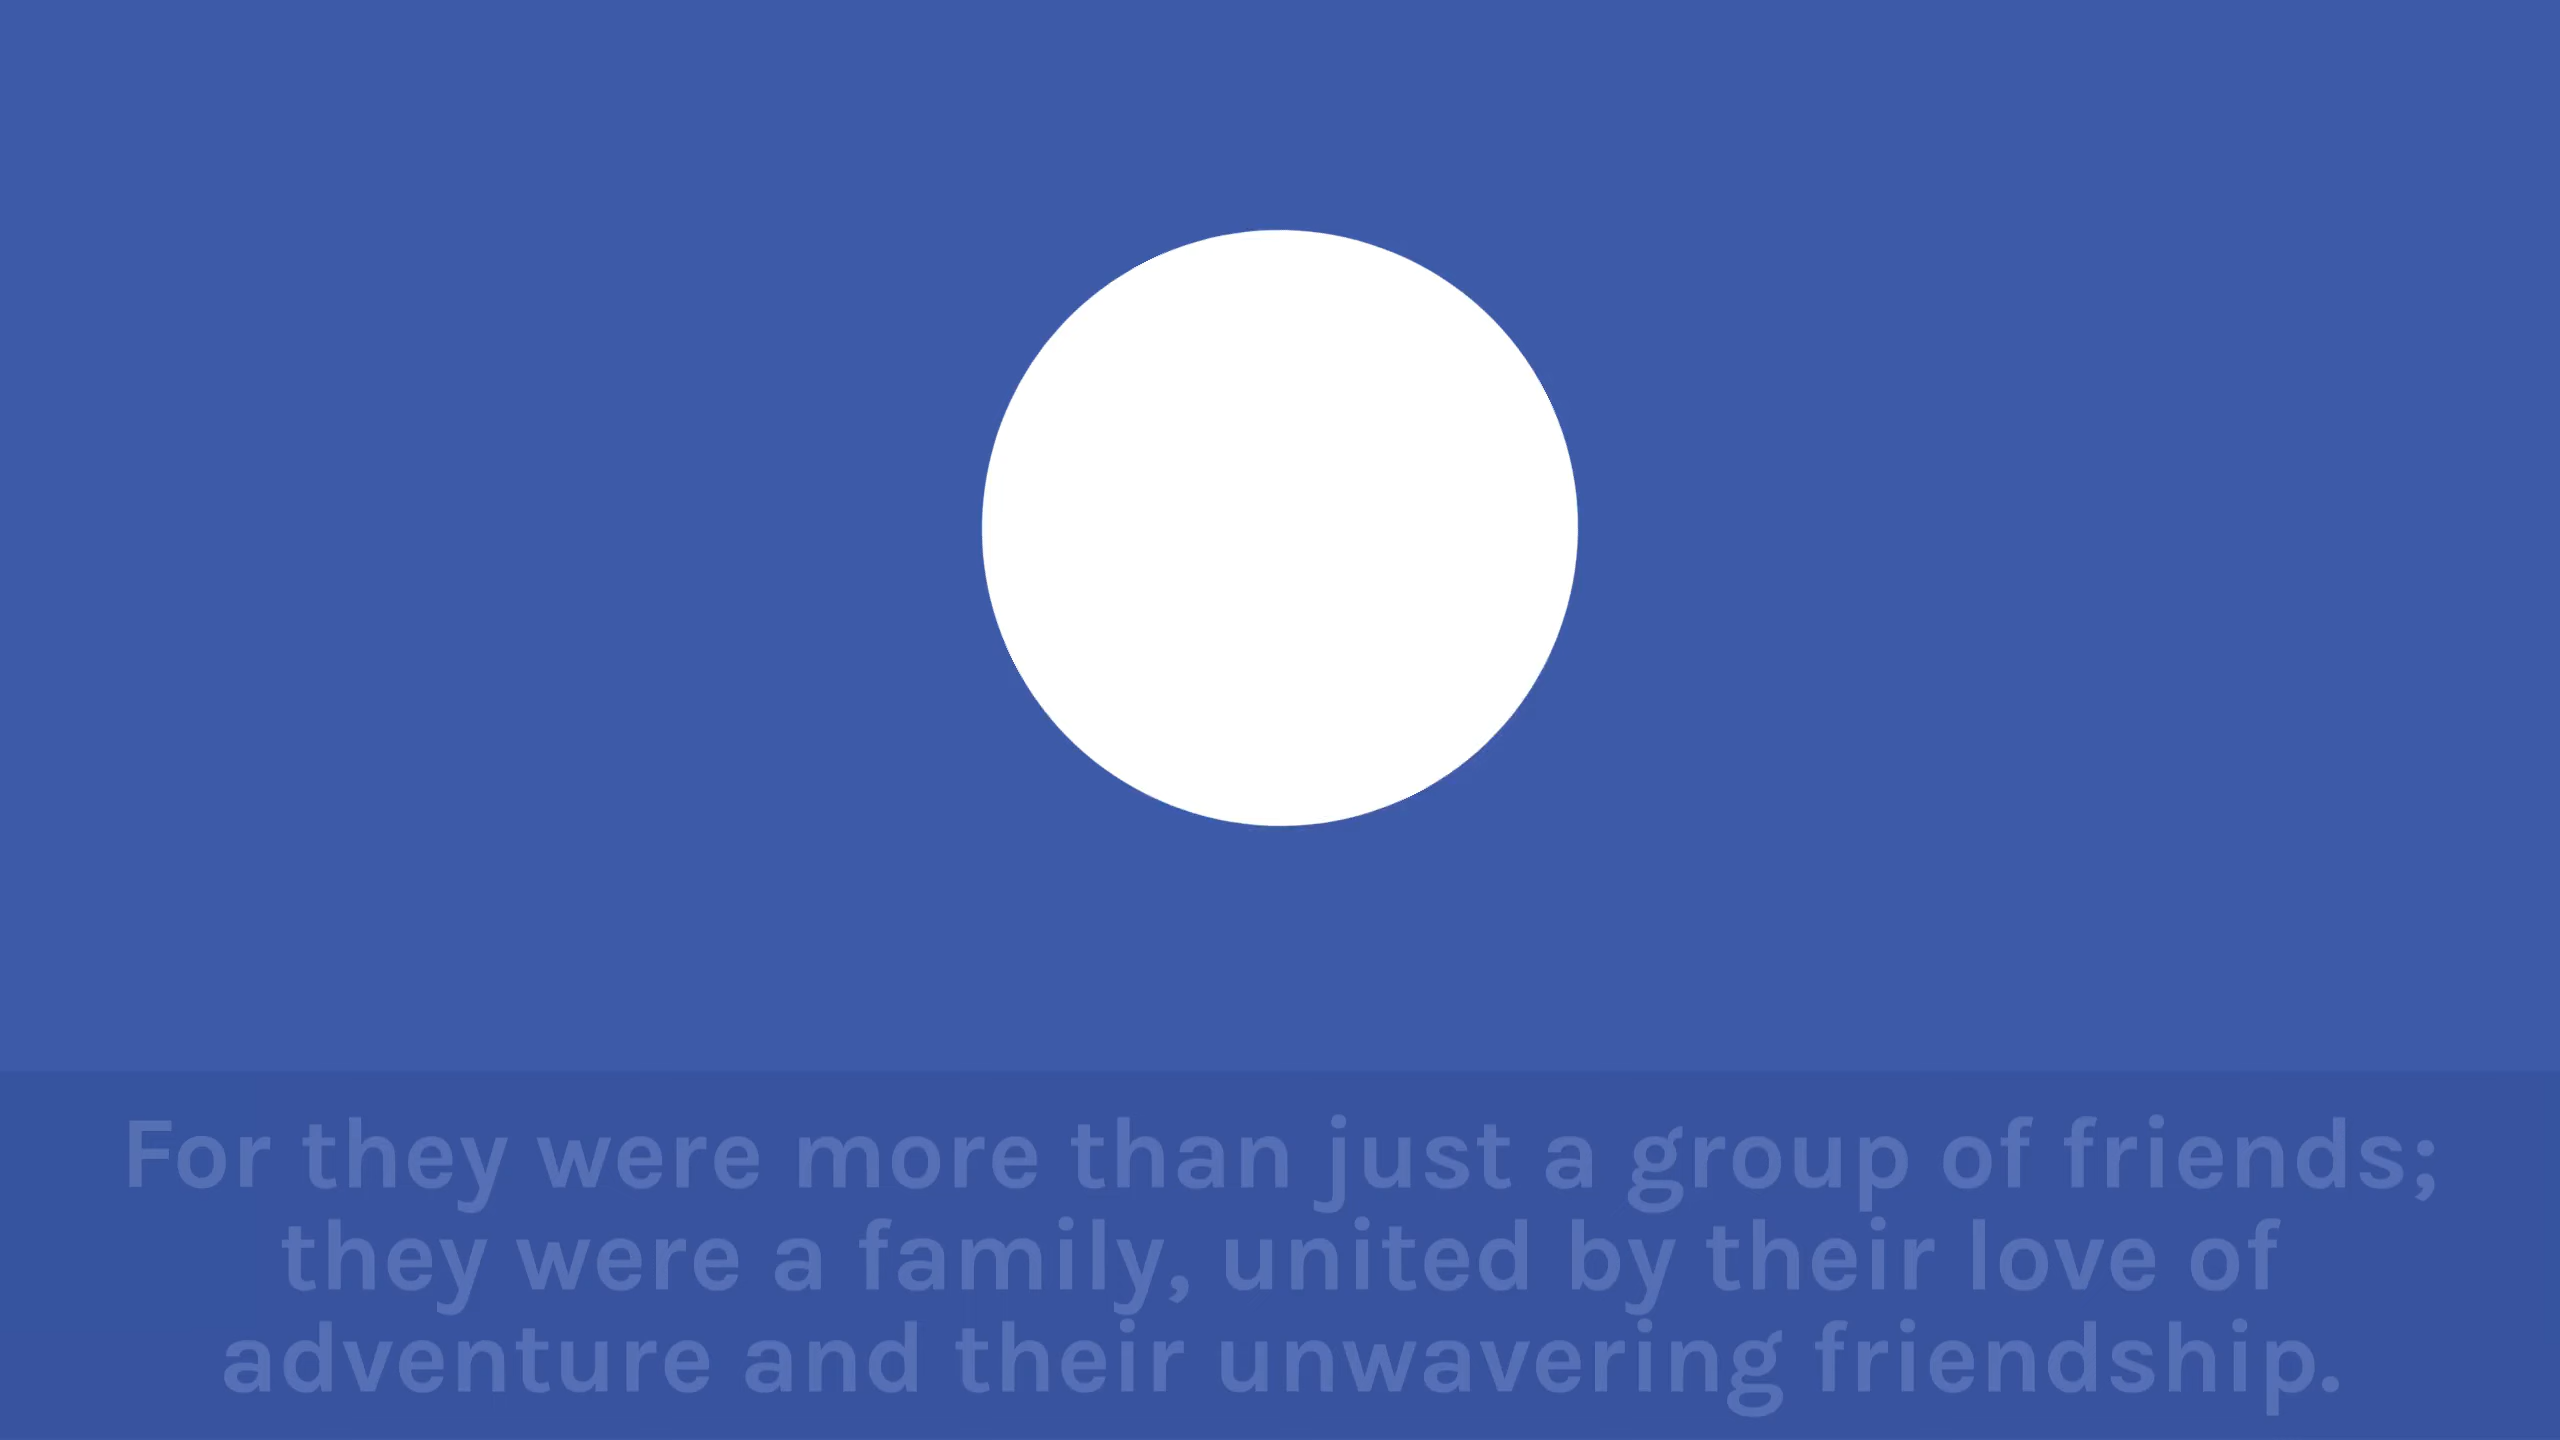 For they were more than just a group of friends;
they were a family, united by their love of
adventure and their unwavering friendship.